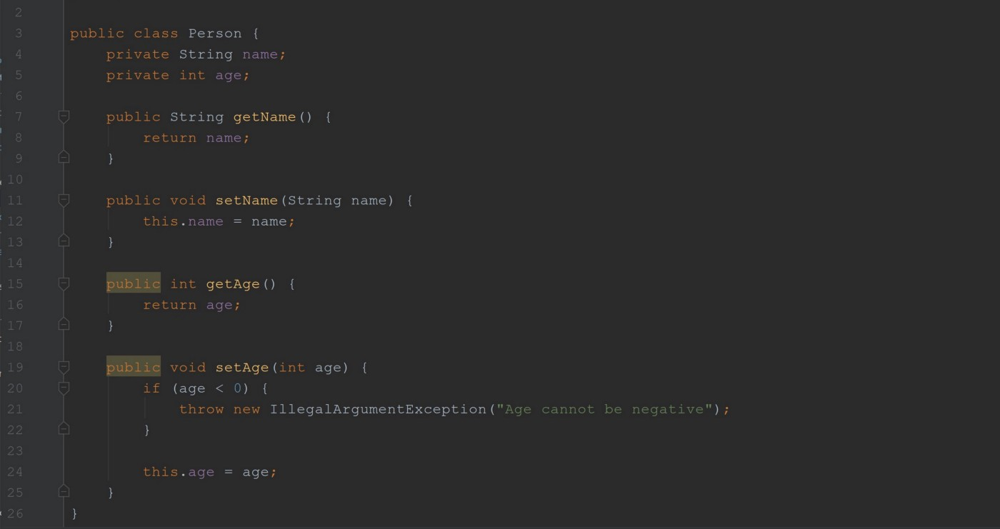 2
3 public class Person {
4     private String name;
5     private int age;
6
7     public String getName() {
8         return name;
9     }
10
11     public void setName(String name) {
12         this.name = name;
13     }
14
15     public int getAge() {
16         return age;
17     }
18
19     public void setAge(int age) {
20         if (age < 0) {
21             throw new IllegalArgumentException("Age cannot be negative");
22         }
23
24         this.age = age;
25     }
26 }